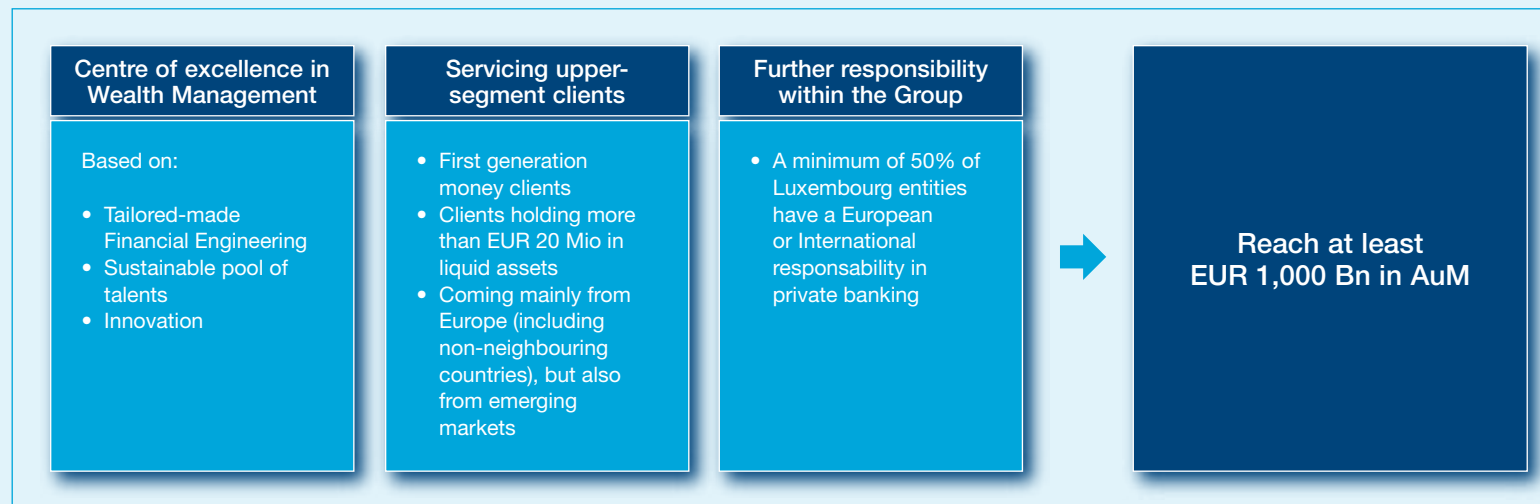 Centre of excellence in
Wealth Management
Based on:
• Tailored-made
Financial Engineering
• Sustainable pool of
talents
• Innovation
Servicing upper-
segment clients
• First generation
money clients
• Clients holding more
than EUR 20 Mio in
liquid assets
• Coming mainly from
Europe (including
non-neighbouring
countries), but also
from emerging
markets
Further responsibility
within the Group
• A minimum of 50% of
Luxembourg entities
have a European
or International
responsability in
private banking
Reach at least
EUR 1,000 Bn in AuM